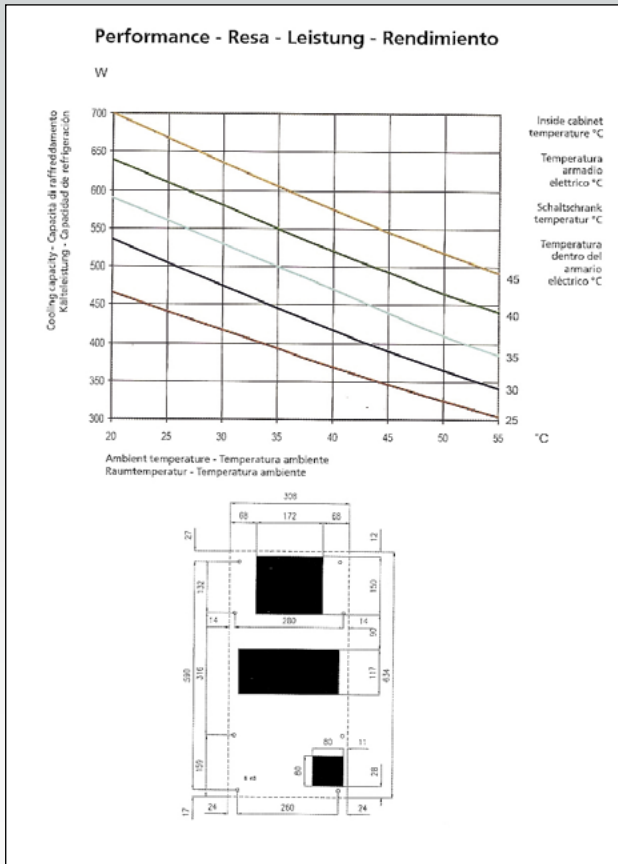 Performance - Resa - Leistung - Rendimiento
W
Cooling capacity - Capacità di raffreddamento
Kälteleistung - Capacidad de refrigeración
700
650
600
550
500
450
400
350
300
20 25 30 35 40 45 50 55 °C
45
40
35
30
25
Inside cabinet
temperature °C
Temperatura
armadio
elettrico °C
Schaltschrank
temperatur °C
Temperatura
dentro del
armario
eléctrico °C
Ambient temperature - Temperatura ambiente
Raumtemperatur - Temperatura ambiente
308
68 172 68
27
12
132
150
14 280 14
92
590
316
117
634
80 11
80
159
28
17
24 260 24